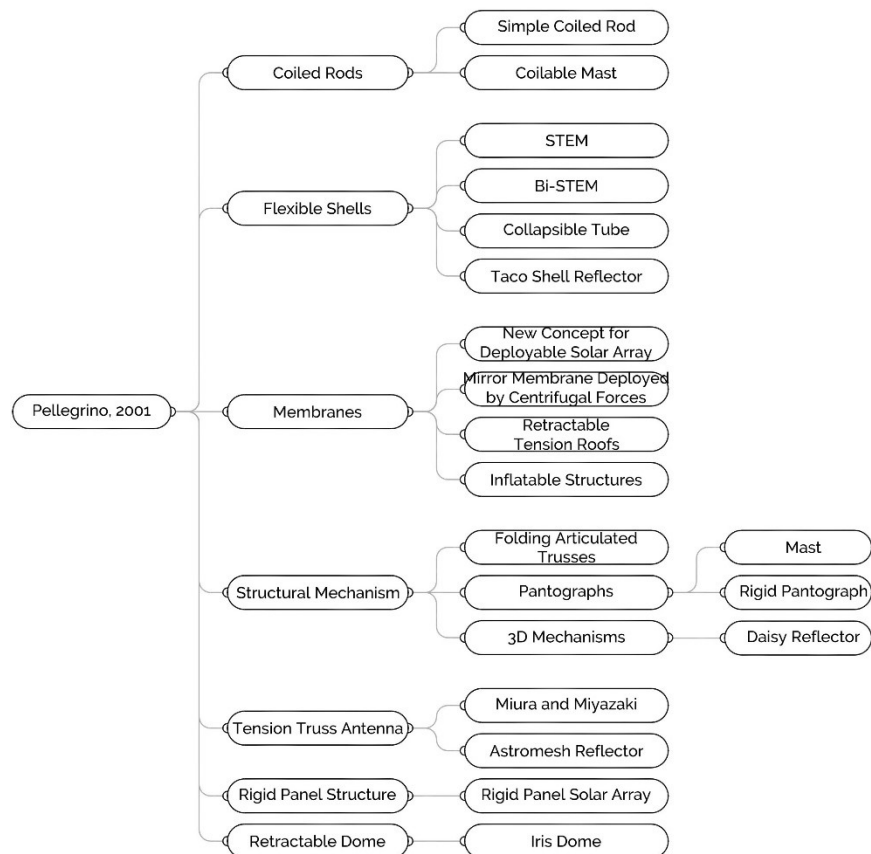 Simple Coiled Rod
Coiled Rods
Coilable Mast
STEM
Bi-STEM
Flexible Shells
Collapsible Tube
Taco Shell Reflector
New Concept for
Deployable Solar Array
Mirror Membrane Deployed
by Centrifugal Forces
Pellegrino, 2001
Membranes
Retractable
Tension Roofs
Inflatable Structures
Folding Articulated
Trusses
Mast
Structural Mechanism
Pantographs
Rigid Pantograph
3D Mechanisms
Daisy Reflector
Miura and Miyazaki
Tension Truss Antenna
Astromesh Reflector
Rigid Panel Structure
Rigid Panel Solar Array
Retractable Dome
Iris Dome